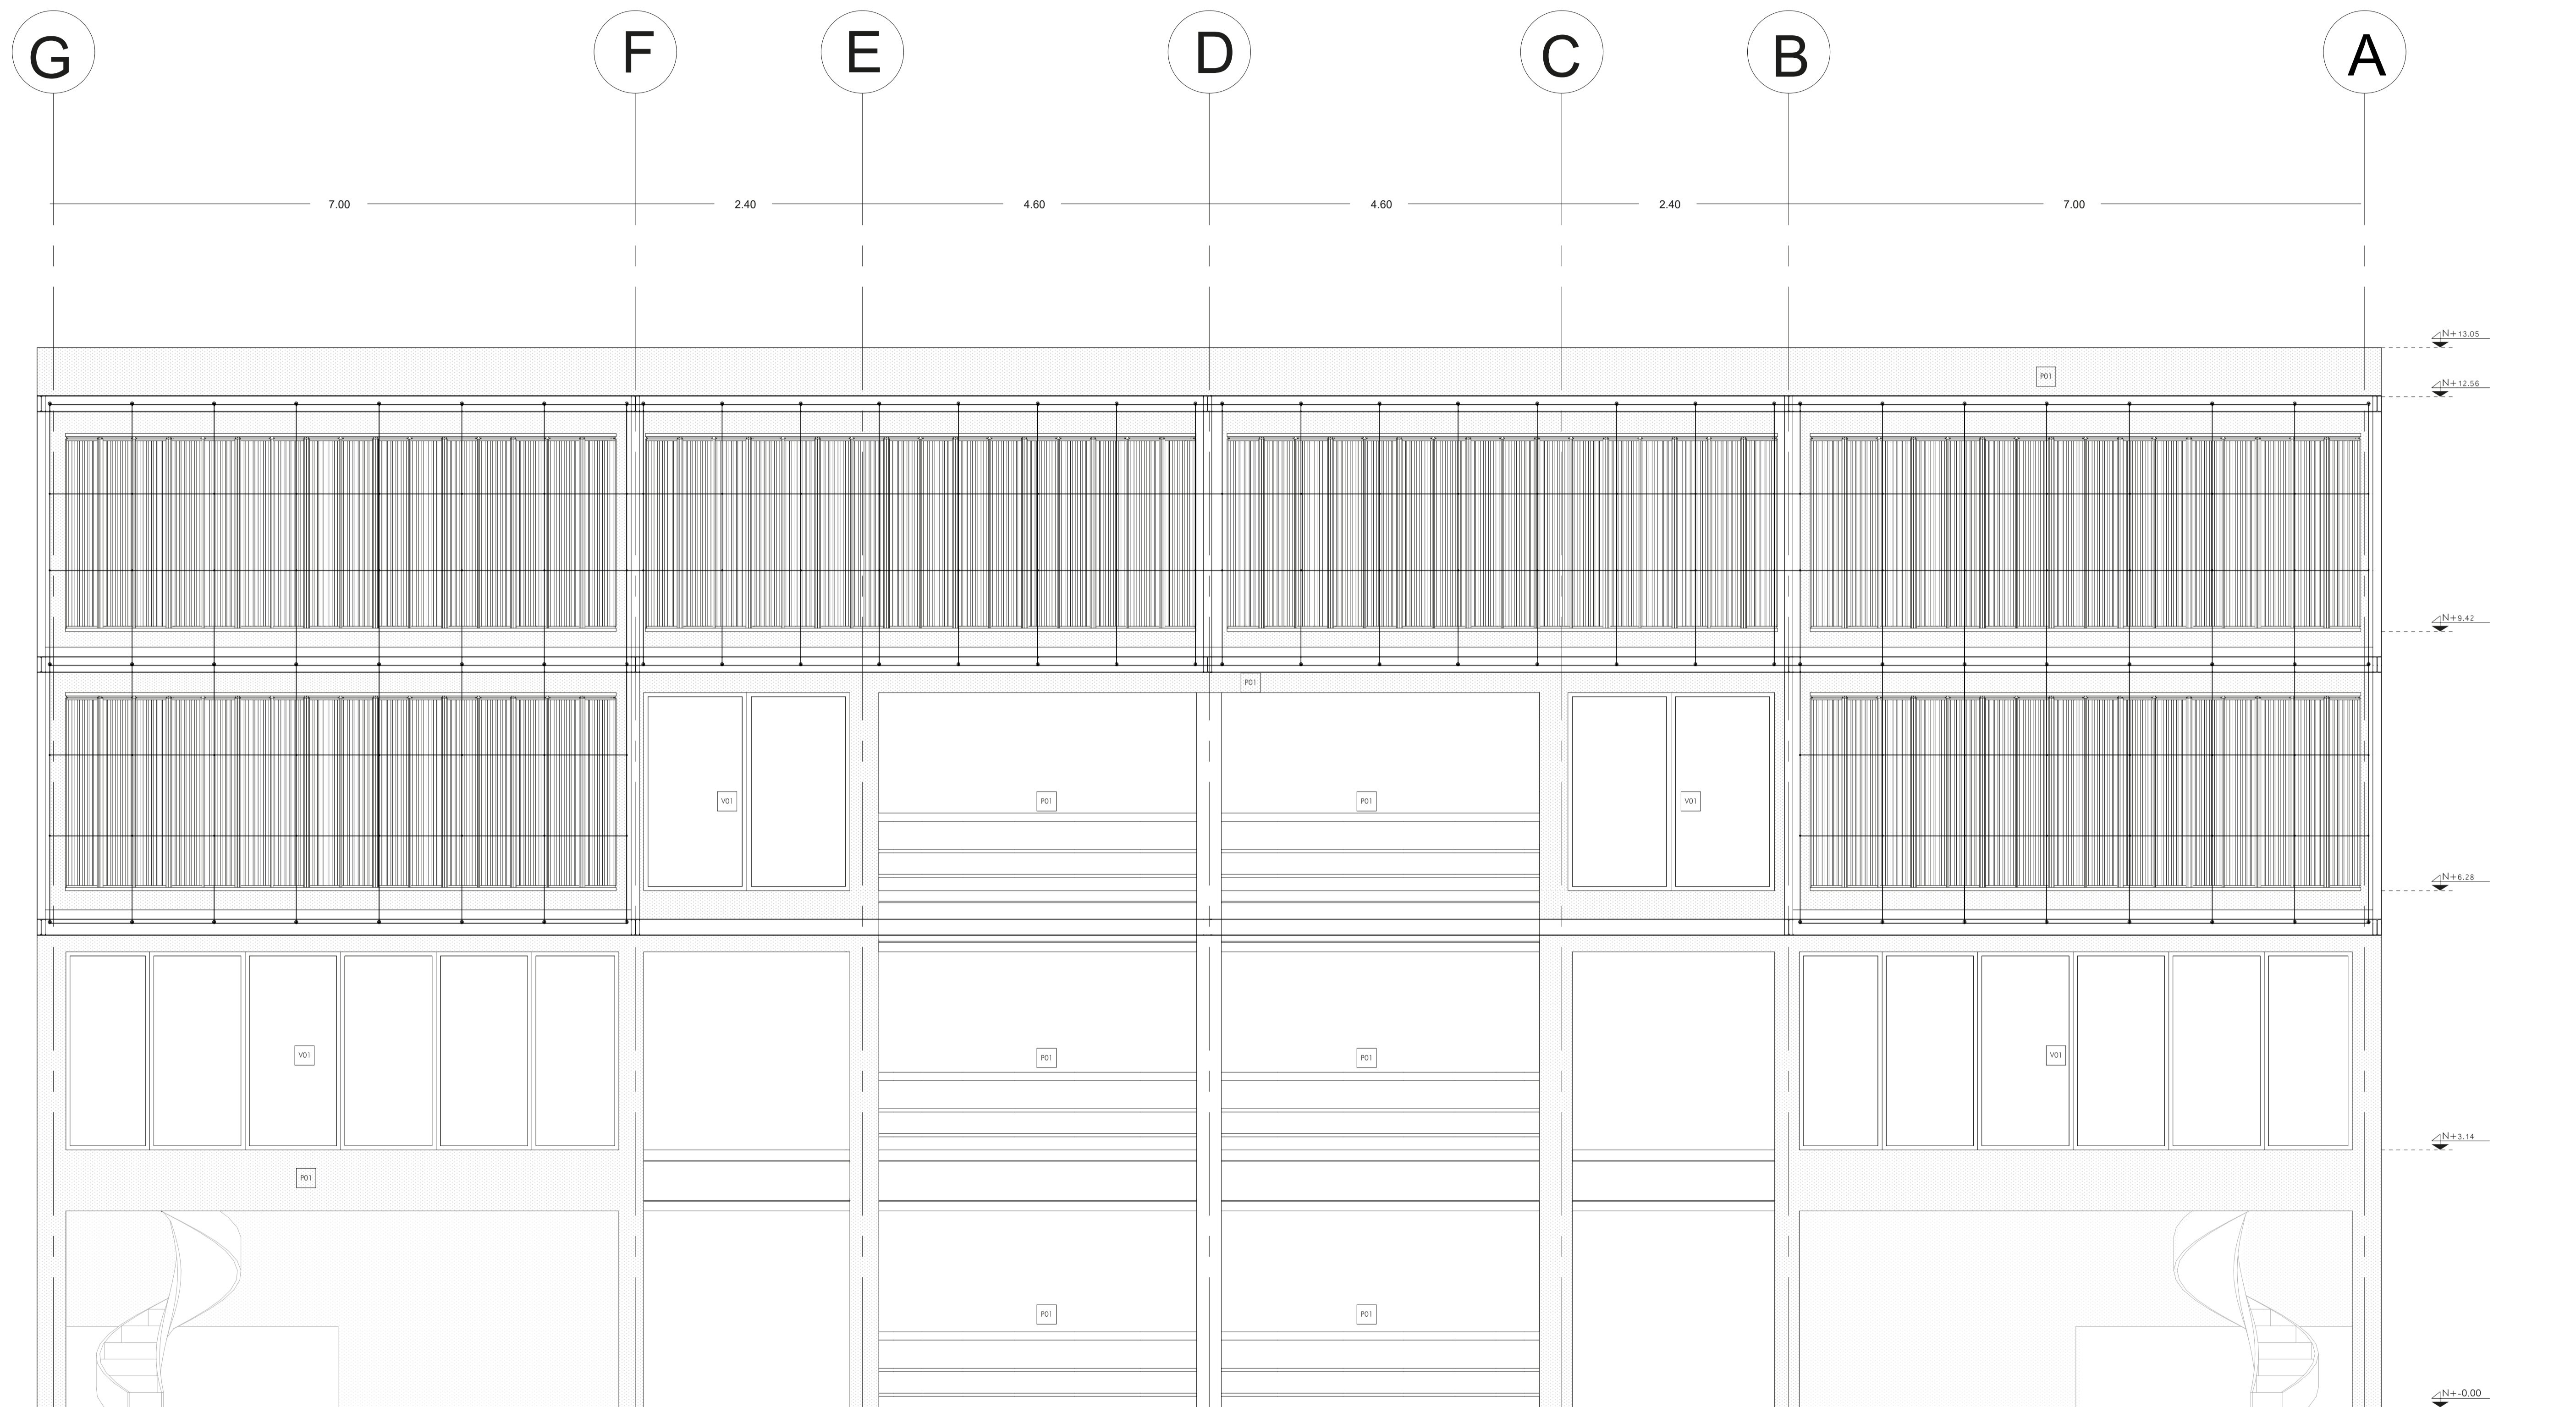 G F E D C B A
7.00 2.40 4.60 4.60 2.40 7.00
N+13.05
P01
N+12.56
N+9.42
P01
V01 P01 P01 V01
N+6.28
V01 P01 P01 V01
N+3.14
P01
P01 P01
N+-0.00